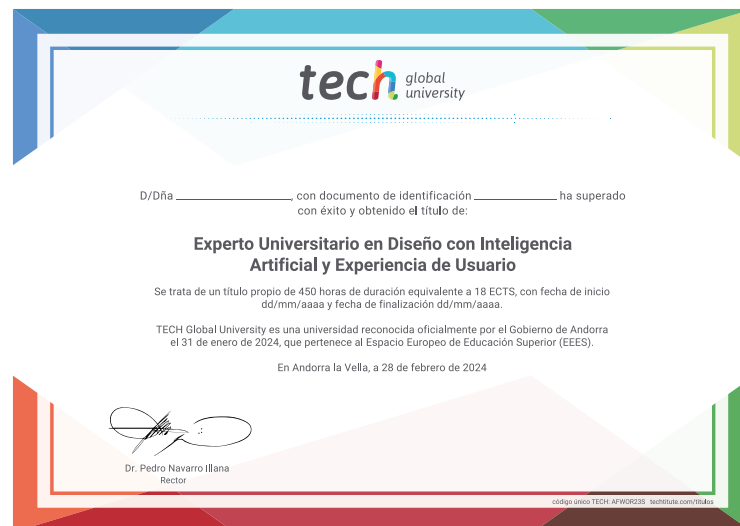 tech global university
D/Dña ____________________, con documento de identificación ______________ ha superado
con éxito y obtenido el título de:
Experto Universitario en Diseño con Inteligencia
Artificial y Experiencia de Usuario
Se trata de un título propio de 450 horas de duración equivalente a 18 ECTS, con fecha de inicio
dd/mm/aaaa y fecha de finalización dd/mm/aaaa.
TECH Global University es una universidad reconocida oficialmente por el Gobierno de Andorra
el 31 de enero de 2024, que pertenece al Espacio Europeo de Educación Superior (EEES).
En Andorra la Vella, a 28 de febrero de 2024
Dr. Pedro Navarro Illana
Rector
código único TECH: AFWOR23S techtitute.com/titulos